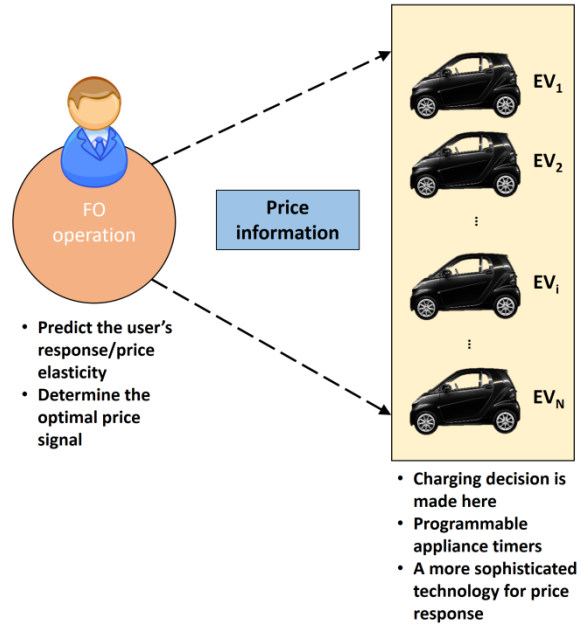 FO
operation
Price
information
EV1
EV2
...
EVi
...
EVN
• Predict the user's
response/price
elasticity
• Determine the
optimal price
signal
• Charging decision is
made here
• Programmable
appliance timers
• A more sophisticated
technology for price
response